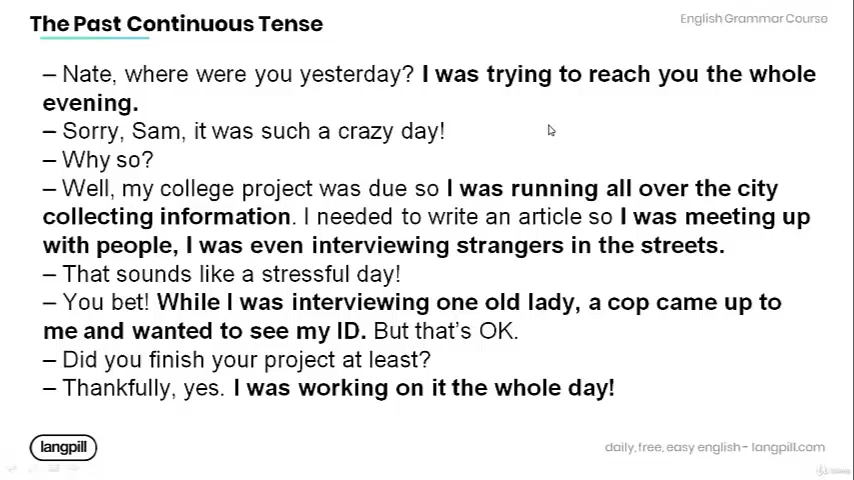 The Past Continuous Tense
English Grammar Course
– Nate, where were you yesterday? I was trying to reach you the whole
evening.
– Sorry, Sam, it was such a crazy day!
– Why so?
– Well, my college project was due so I was running all over the city
collecting information. I needed to write an article so I was meeting up
with people, I was even interviewing strangers in the streets.
– That sounds like a stressful day!
– You bet! While I was interviewing one old lady, a cop came up to
me and wanted to see my ID. But that’s OK.
– Did you finish your project at least?
– Thankfully, yes. I was working on it the whole day!
langpill
daily, free, easy english - langpill.com